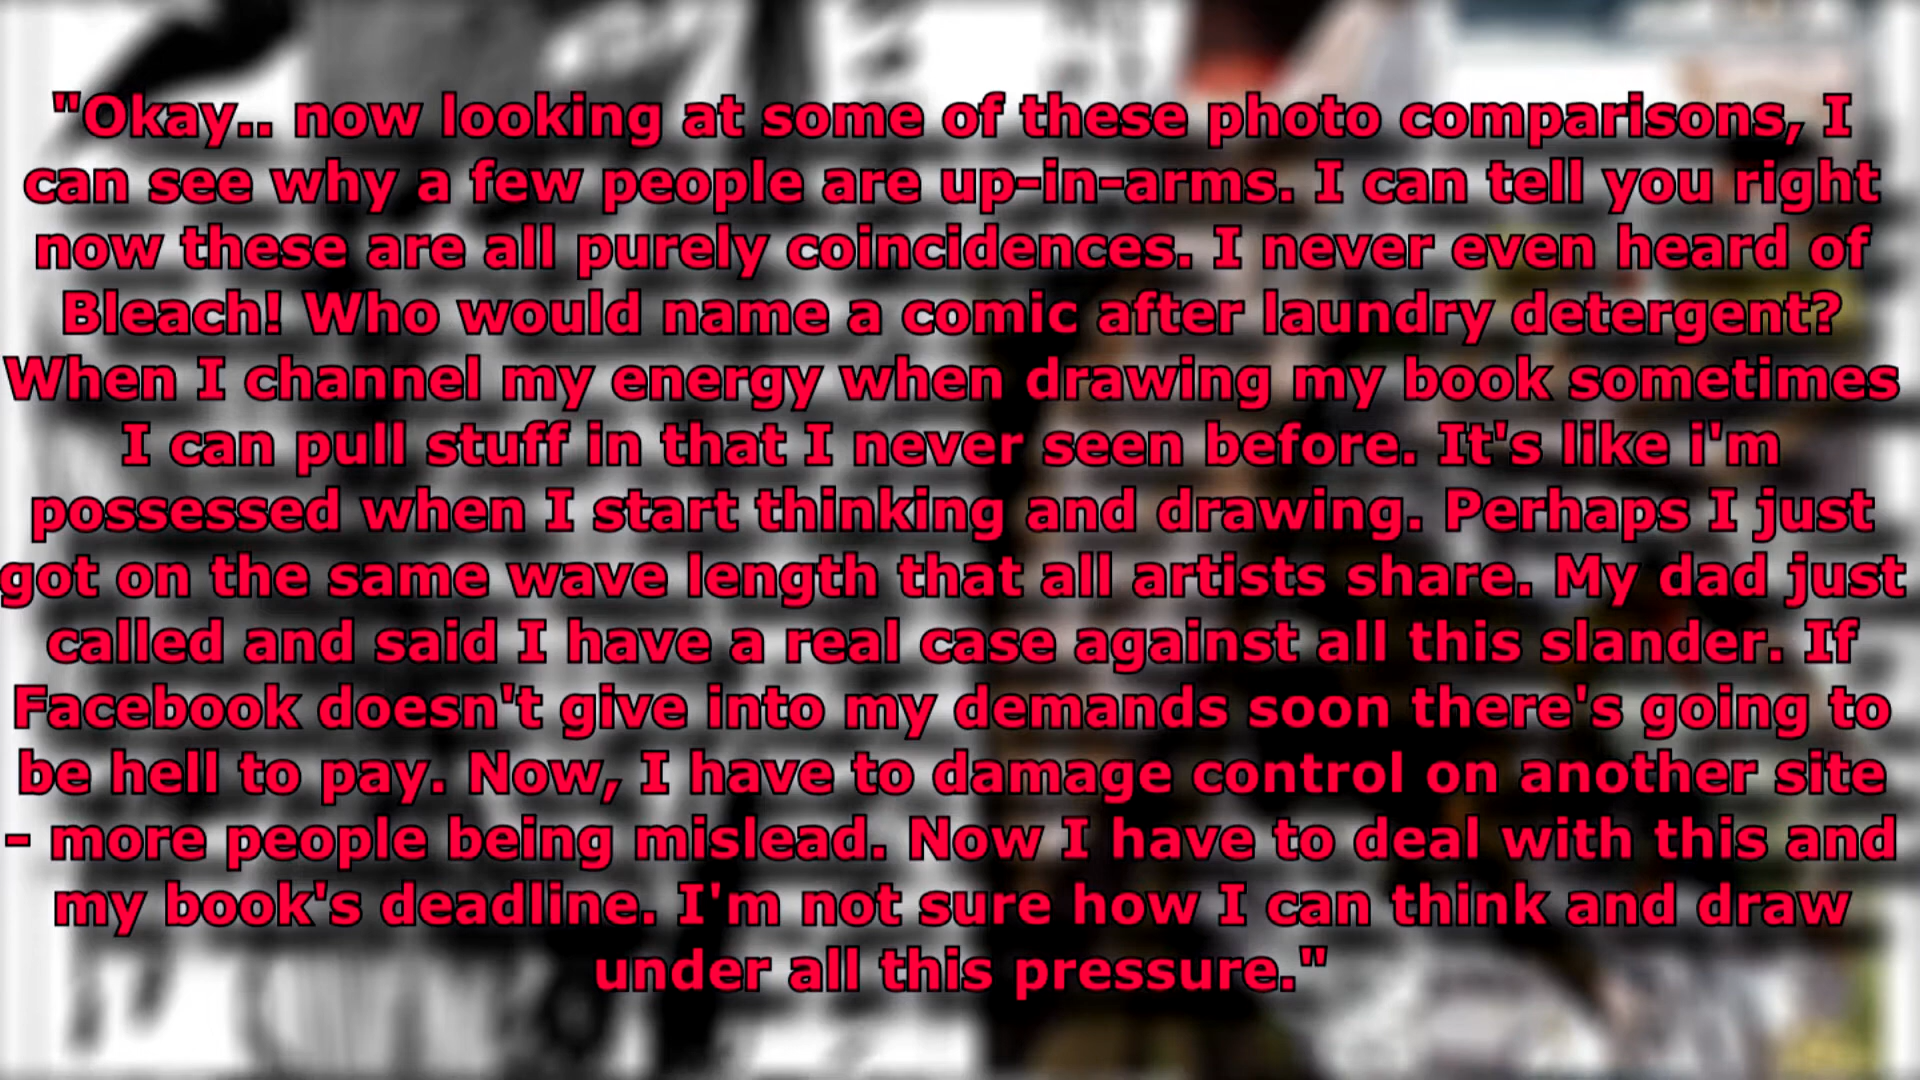 "Okay.. now looking at some of these photo comparisons, I
can see why a few people are up-in-arms. I can tell you right
now these are all purely coincidences. I never even heard of
Bleach! Who would name a comic after laundry detergent?
When I channel my energy when drawing my book sometimes
I can pull stuff in that I never seen before. It's like i'm
possessed when I start thinking and drawing. Perhaps I just
got on the same wave length that all artists share. My dad just
called and said I have a real case against all this slander. If
Facebook doesn't give into my demands soon there's going to
be hell to pay. Now, I have to damage control on another site
- more people being mislead. Now I have to deal with this and
my book's deadline. I'm not sure how I can think and draw
under all this pressure."